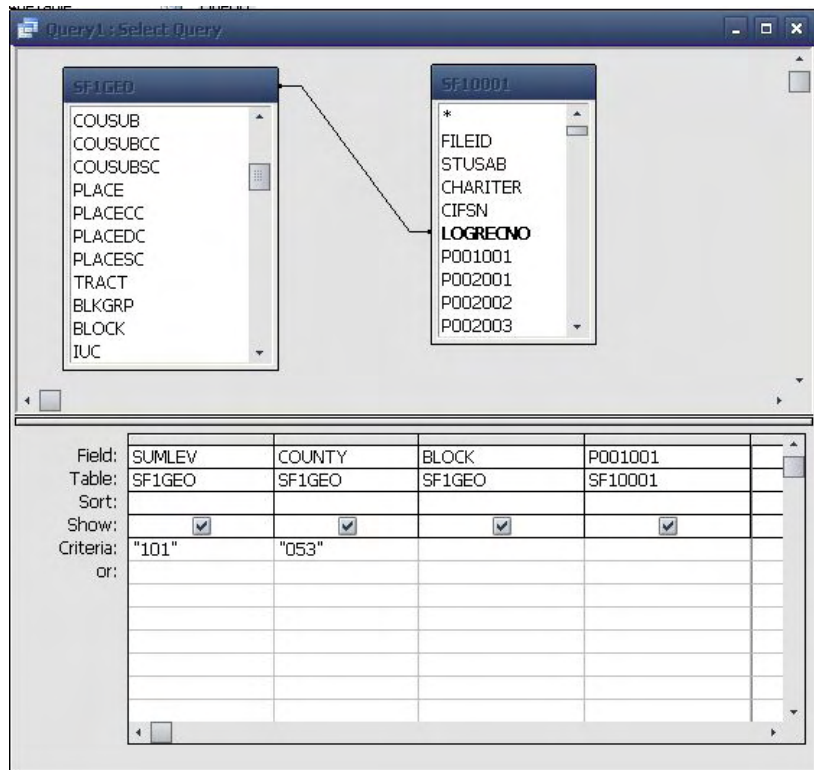 Query1 : Select Query
SF1GEO
COUSUB
COUSUBCC
COUSUBSC
PLACE
PLACECC
PLACEDC
PLACESC
TRACT
BLKGRP
BLOCK
IUC
SF10001
*
FILEID
STUSAB
CHARITER
CIFSN
LOGRECNO
P001001
P002001
P002002
P002003
Field: SUMLEV COUNTY BLOCK P001001
Table: SF1GEO SF1GEO SF1GEO SF10001
Sort:
Show:
Criteria: "101" "053"
or: